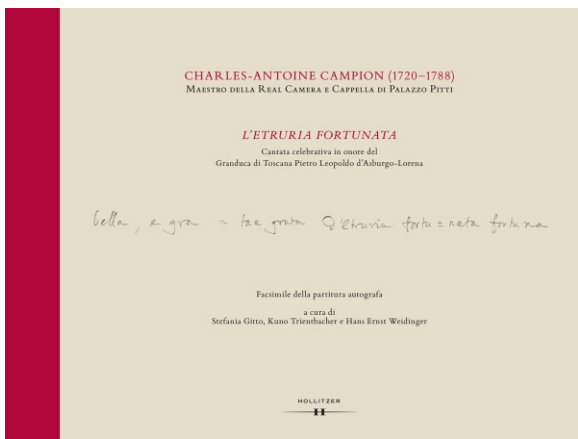 CHARLES-ANTOINE CAMPION (1720–1788)
MAESTRO DELLA REAL CAMERA E CAPPELLA DI PALAZZO PITTI
L'ETRURIA FORTUNATA
Cantata celebrativa in onore del
Granduca di Toscana Pietro Leopoldo d'Asburgo-Lorena
bella, e gra = tae grata D'Etruria fortu = nata fortuna
Facsimile della partitura autografa
a cura di
Stefania Gitto, Kuno Trientbacher e Hans Ernst Weidinger
HOLLITZER
H